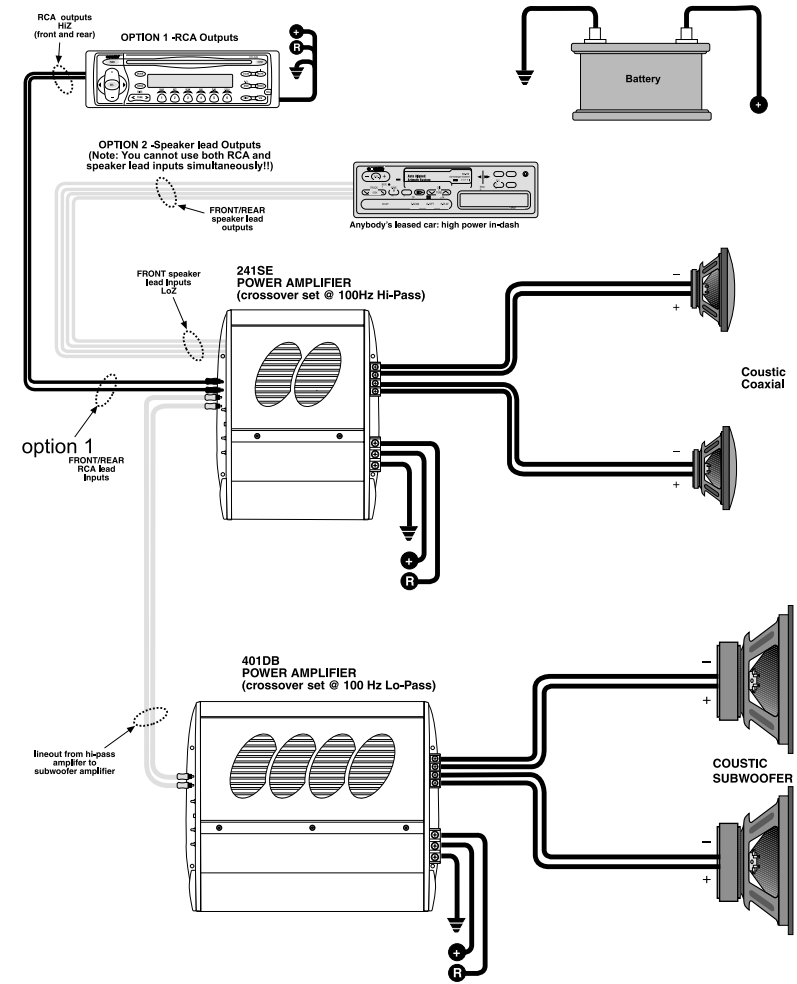 RCA outputs
HiZ
(front and rear)
OPTION 1 -RCA Outputs
+
R
Battery
+
OPTION 2 -Speaker lead Outputs
(Note: You cannot use both RCA and
speaker lead inputs simultaneously!!)
FRONT/REAR
speaker lead
outputs
Anybody's leased car: high power in-dash
FRONT speaker
lead Inputs
LoZ
241SE
POWER AMPLIFIER
(crossover set @ 100Hz Hi-Pass)
−
+
Coustic
Coaxial
−
+
option 1
FRONT/REAR
RCA lead
Inputs
+
R
401DB
POWER AMPLIFIER
(crossover set @ 100 Hz Lo-Pass)
−
+
lineout from hi-pass
amplifer to
subwoofer amplifier
COUSTIC
SUBWOOFER
−
+
+
R